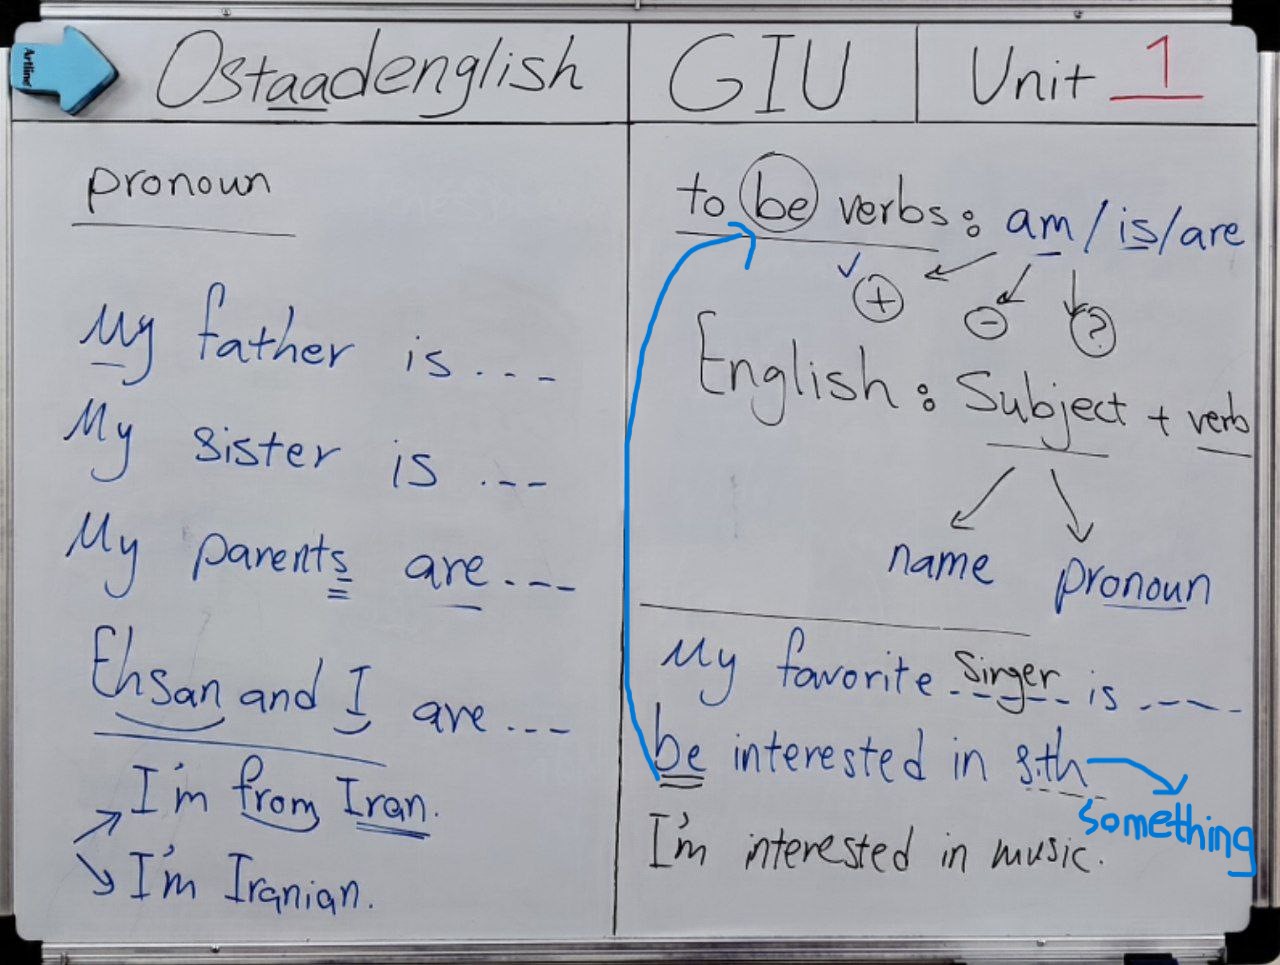 Artline
Ostaadenglish
GIU
Unit 1
pronoun
My father is ...
My sister is ...
My parents are ...
Ehsan and I are ...
I'm from Iran.
I'm Iranian.
to be verbs : am / is / are
+ - ?
English : Subject + verb
name pronoun
My favorite singer is ....
be interested in s.th
something
I'm interested in music.